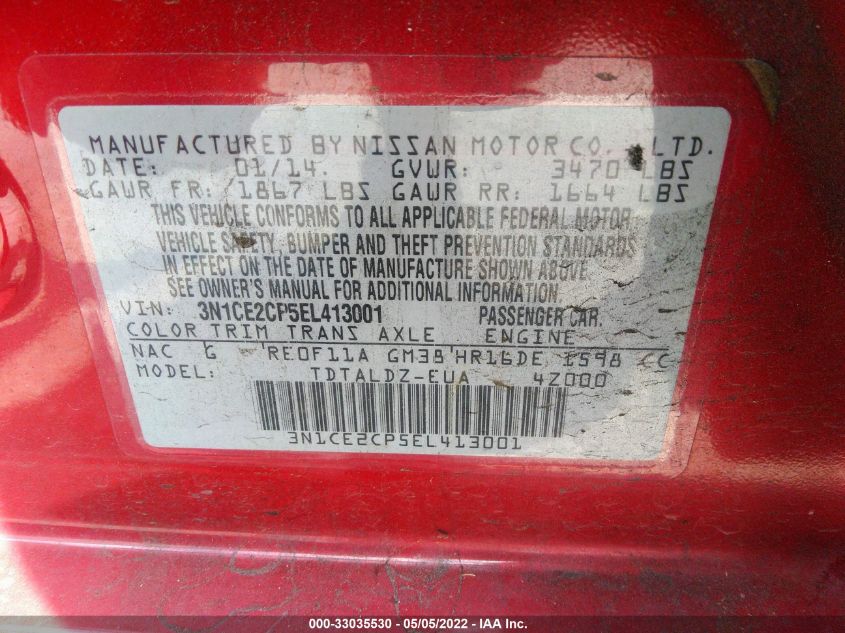 MANUFACTURED BY NISSAN MOTOR CO., LTD.
DATE: 01/14. GVWR: 3470 LBS
GAWR FR: 1867 LBS GAWR RR: 1664 LBS
THIS VEHICLE CONFORMS TO ALL APPLICABLE FEDERAL MOTOR
VEHICLE SAFETY, BUMPER AND THEFT PREVENTION STANDARDS
IN EFFECT ON THE DATE OF MANUFACTURE SHOWN ABOVE.
SEE OWNER'S MANUAL FOR ADDITIONAL INFORMATION.
VIN: 3N1CE2CP5EL413001 PASSENGER CAR.
COLOR TRIM TRANS AXLE ENGINE
NAC G RE0F11A GM38 HR16DE 1598 CC
MODEL: TDTALDZ-EUA 4Z000
3N1CE2CP5EL413001
000-33035530 - 05/05/2022 - IAA, Inc.